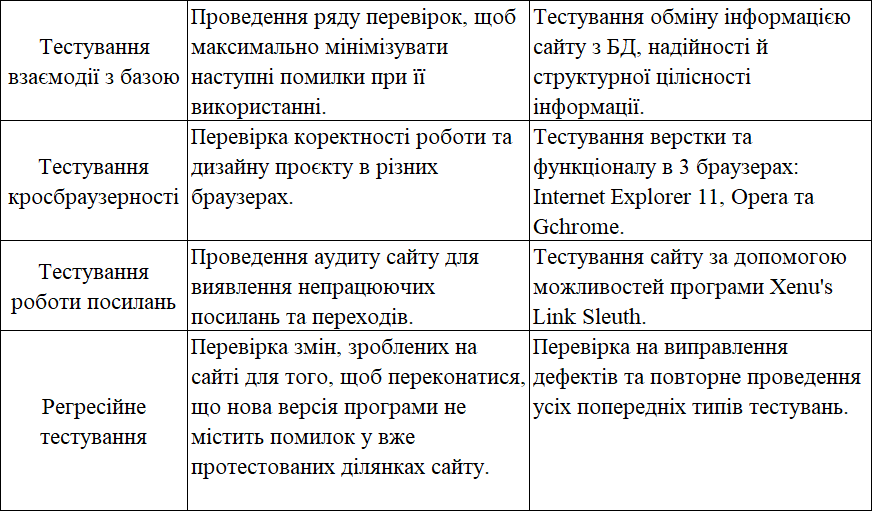 Тестування
взаємодії з базою
Проведення ряду перевірок, щоб
максимально мінімізувати
наступні помилки при її
використанні.
Тестування обміну інформацією
сайту з БД, надійності й
структурної цілісності
інформації.
Тестування
кросбраузерності
Перевірка коректності роботи та
дизайну проєкту в різних
браузерах.
Тестування верстки та
функціоналу в 3 браузерах:
Internet Explorer 11, Opera та
Gchrome.
Тестування
роботи посилань
Проведення аудиту сайту для
виявлення непрацюючих
посилань та переходів.
Тестування сайту за допомогою
можливостей програми Xenu's
Link Sleuth.
Регресійне
тестування
Перевірка змін, зроблених на
сайті для того, щоб переконатися,
що нова версія програми не
містить помилок у вже
протестованих ділянках сайту.
Перевірка на виправлення
дефектів та повторне проведення
усіх попередніх типів тестувань.